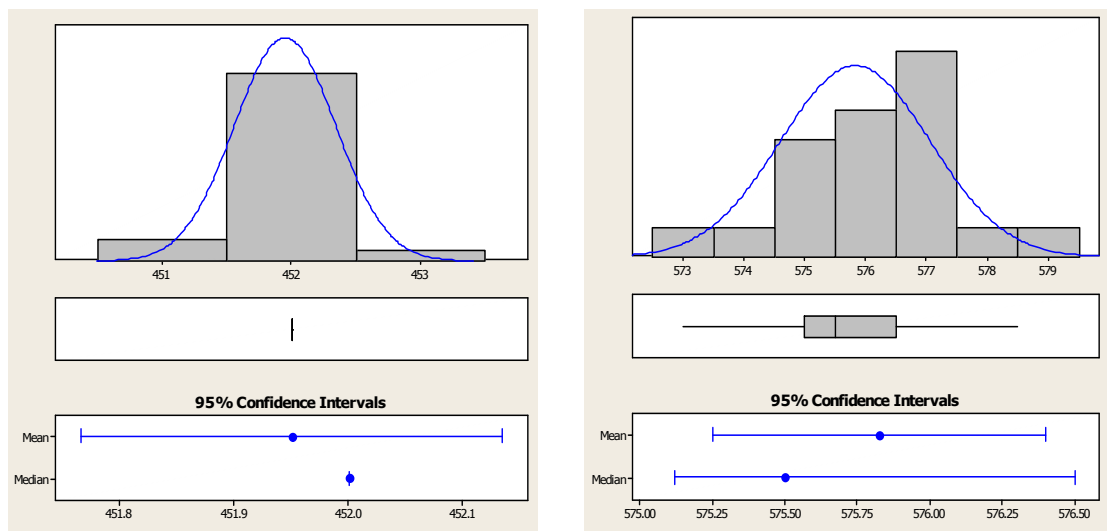 451 452 453
95% Confidence Intervals
Mean
Median
451.8 451.9 452.0 452.1
573 574 575 576 577 578 579
95% Confidence Intervals
Mean
Median
575.00 575.25 575.50 575.75 576.00 576.25 576.50